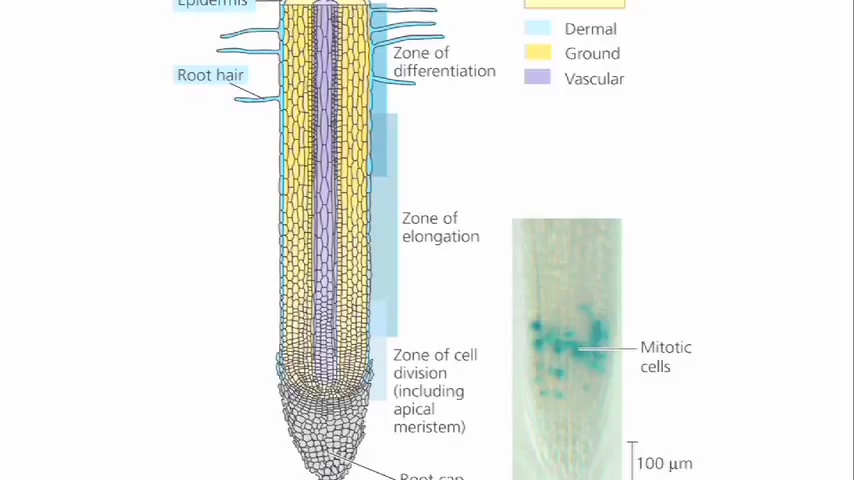 Epidermis
Root hair
Zone of
differentiation
Zone of
elongation
Zone of cell
division
(including
apical
meristem)
Root cap
Dermal
Ground
Vascular
Mitotic
cells
100 μm